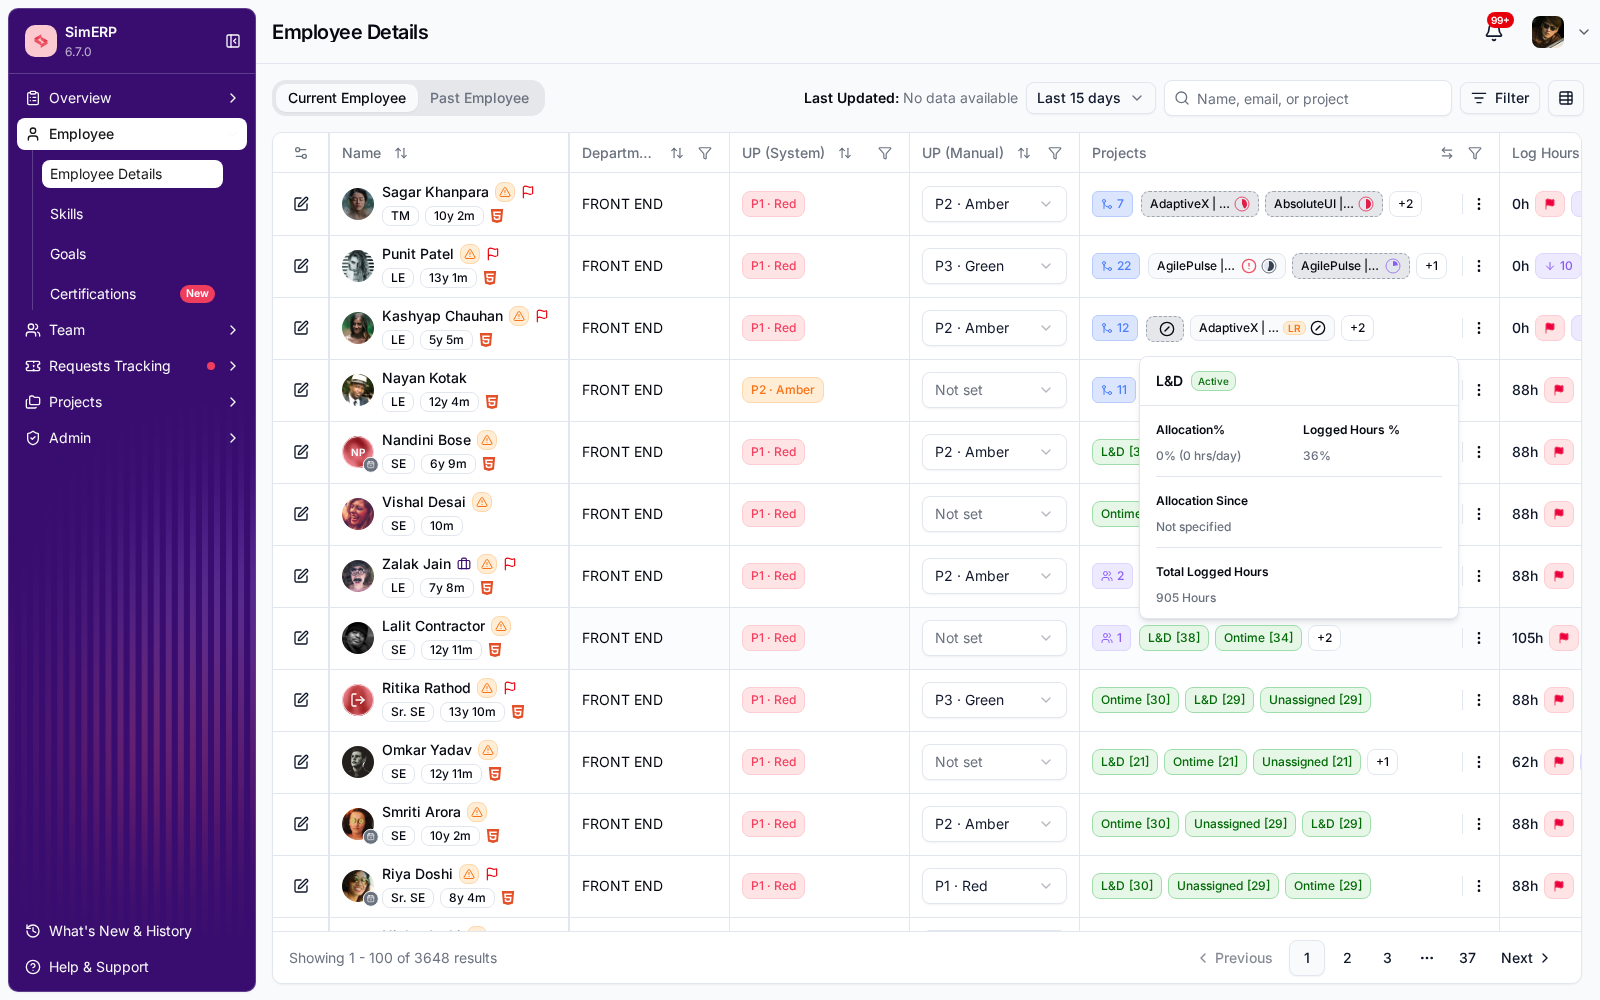 SimERP
6.7.0
Overview
Employee
Employee Details
Skills
Goals
Certifications New
Team
Requests Tracking
Projects
Admin
What's New & History
Help & Support
Employee Details
99+
Current Employee Past Employee
Last Updated: No data available Last 15 days Name, email, or project Filter
Name Departm... UP (System) UP (Manual) Projects Log Hours
Sagar Khanpara
TM 10y 2m FRONT END P1 · Red P2 · Amber 7 AdaptiveX | ... AbsoluteUI |... +2 0h
Punit Patel
LE 13y 1m FRONT END P1 · Red P3 · Green 22 AgilePulse |... AgilePulse |... +1 0h 10
Kashyap Chauhan
LE 5y 5m FRONT END P1 · Red P2 · Amber 12 AdaptiveX | ... LR +2 0h
Nayan Kotak
LE 12y 4m FRONT END P2 · Amber Not set 11 88h
Nandini Bose
NP SE 6y 9m FRONT END P1 · Red P2 · Amber L&D [3 88h
Vishal Desai
SE 10m FRONT END P1 · Red Not set Ontime 88h
Zalak Jain
LE 7y 8m FRONT END P1 · Red P2 · Amber 2 88h
Lalit Contractor
SE 12y 11m FRONT END P1 · Red Not set 1 L&D [38] Ontime [34] +2 105h
Ritika Rathod
Sr. SE 13y 10m FRONT END P1 · Red P3 · Green Ontime [30] L&D [29] Unassigned [29] 88h
Omkar Yadav
SE 12y 11m FRONT END P1 · Red Not set L&D [21] Ontime [21] Unassigned [21] +1 62h
Smriti Arora
SE 10y 2m FRONT END P1 · Red P2 · Amber Ontime [30] Unassigned [29] L&D [29] 88h
Riya Doshi
Sr. SE 8y 4m FRONT END P1 · Red P1 · Red L&D [30] Unassigned [29] Ontime [29] 88h
L&D Active
Allocation% Logged Hours %
0% (0 hrs/day) 36%
Allocation Since
Not specified
Total Logged Hours
905 Hours
Showing 1 - 100 of 3648 results
Previous 1 2 3 ··· 37 Next